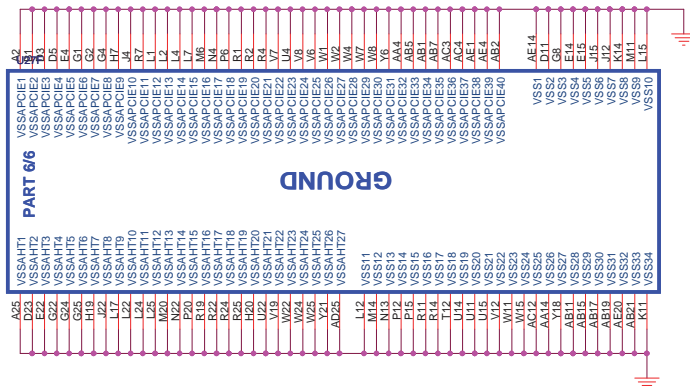 A2
D3
D5
E4
G1
G2
G4
H7
J4
R7
L1
L2
L4
L7
M6
N4
P6
R1
R2
R4
V7
U4
V8
V6
W1
W2
W4
W7
W8
Y6
AA4
AB5
AB1
AB7
AC3
AC4
AE1
AE4
AB2
AE14
D11
G8
E14
E15
J15
J12
K14
M11
L15
VSSAPCIE1
VSSAPCIE2
VSSAPCIE3
VSSAPCIE4
VSSAPCIE5
VSSAPCIE6
VSSAPCIE7
VSSAPCIE8
VSSAPCIE9
VSSAPCIE10
VSSAPCIE11
VSSAPCIE12
VSSAPCIE13
VSSAPCIE14
VSSAPCIE15
VSSAPCIE16
VSSAPCIE17
VSSAPCIE18
VSSAPCIE19
VSSAPCIE20
VSSAPCIE21
VSSAPCIE22
VSSAPCIE23
VSSAPCIE24
VSSAPCIE25
VSSAPCIE26
VSSAPCIE27
VSSAPCIE28
VSSAPCIE29
VSSAPCIE30
VSSAPCIE31
VSSAPCIE32
VSSAPCIE33
VSSAPCIE34
VSSAPCIE35
VSSAPCIE36
VSSAPCIE37
VSSAPCIE38
VSSAPCIE39
VSSAPCIE40
VSS1
VSS2
VSS3
VSS4
VSS5
VSS6
VSS7
VSS8
VSS9
VSS10
PART 6/6
GROUND
VSSAHT1
VSSAHT2
VSSAHT3
VSSAHT4
VSSAHT5
VSSAHT6
VSSAHT7
VSSAHT8
VSSAHT9
VSSAHT10
VSSAHT11
VSSAHT12
VSSAHT13
VSSAHT14
VSSAHT15
VSSAHT16
VSSAHT17
VSSAHT18
VSSAHT19
VSSAHT20
VSSAHT21
VSSAHT22
VSSAHT23
VSSAHT24
VSSAHT25
VSSAHT26
VSSAHT27
VSS11
VSS12
VSS13
VSS14
VSS15
VSS16
VSS17
VSS18
VSS19
VSS20
VSS21
VSS22
VSS23
VSS24
VSS25
VSS26
VSS27
VSS28
VSS29
VSS30
VSS31
VSS32
VSS33
VSS34
A25
D23
E22
G22
G24
G25
H19
J22
L17
L22
L24
L25
M20
N22
P20
R19
R22
R24
R25
H20
U22
V19
W22
W24
W25
Y21
AD25
L12
M14
N13
P12
P15
R11
R14
T12
U14
U11
U15
V12
W11
W15
AC12
AA14
Y18
AB11
AB15
AB17
AB19
AE20
AB21
K11